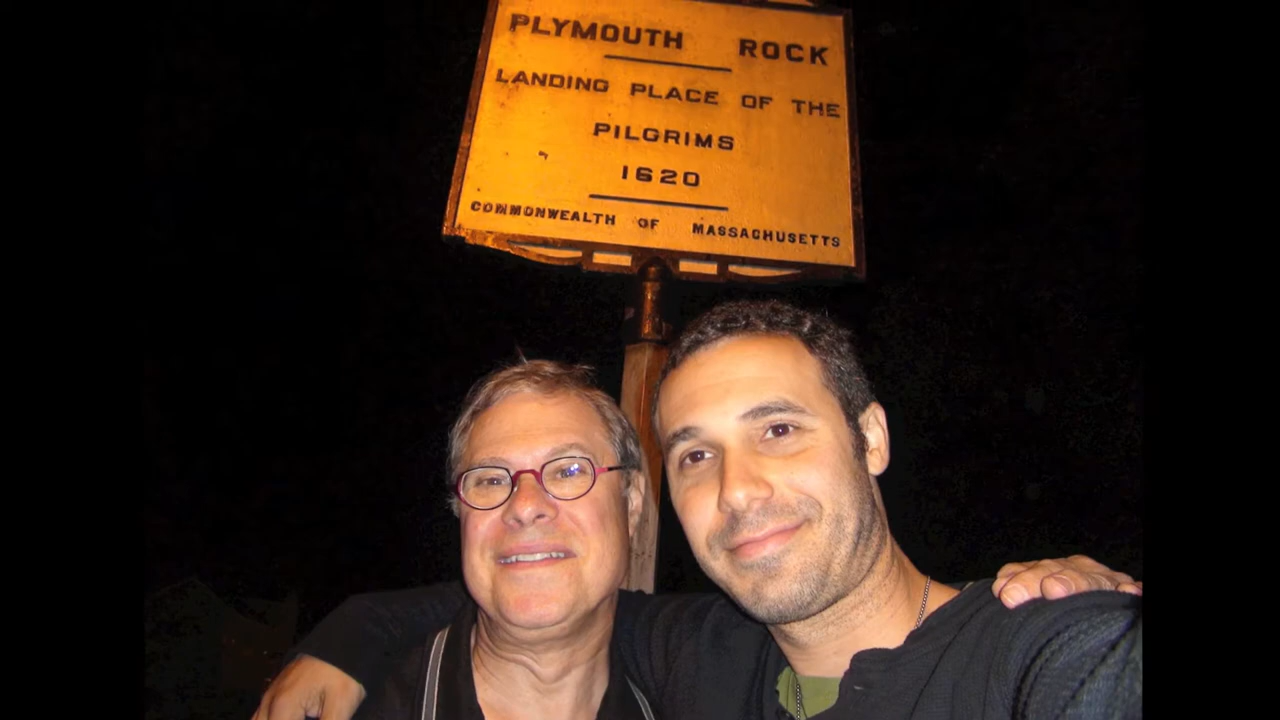 PLYMOUTH ROCK
LANDING PLACE OF THE
PILGRIMS
1620
COMMONWEALTH OF MASSACHUSETTS